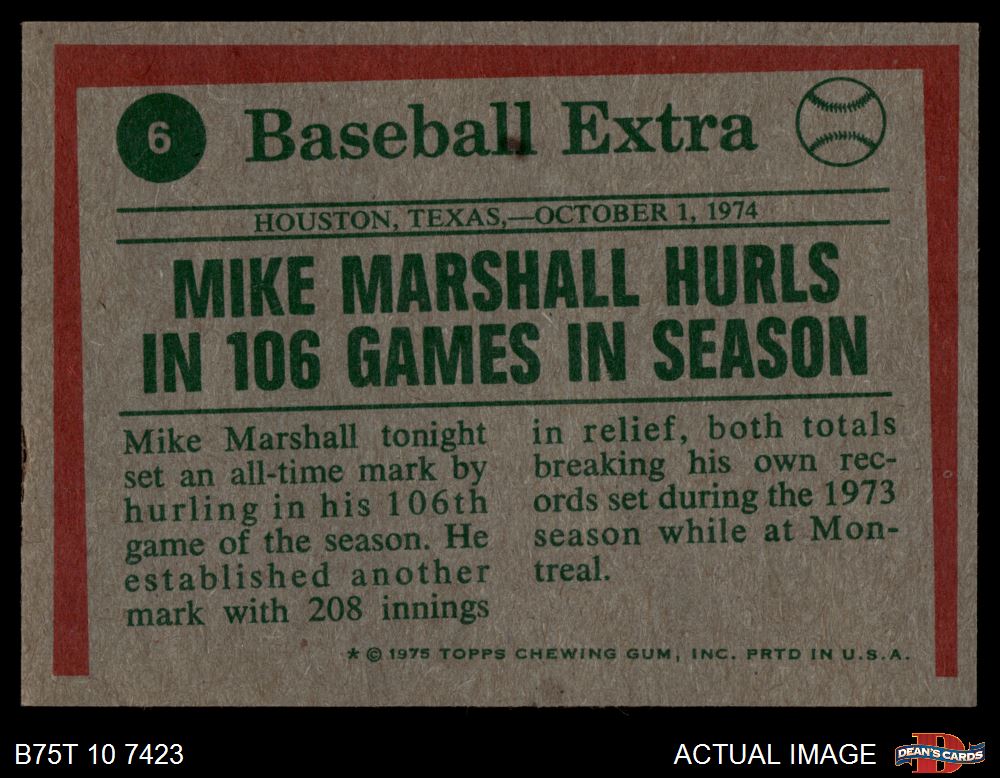 6
Baseball Extra
HOUSTON, TEXAS,—OCTOBER 1, 1974
MIKE MARSHALL HURLS
IN 106 GAMES IN SEASON
Mike Marshall tonight
set an all-time mark by
hurling in his 106th
game of the season. He
established another
mark with 208 innings
in relief, both totals
breaking his own rec-
ords set during the 1973
season while at Mon-
treal.
* © 1975 TOPPS CHEWING GUM, INC. PRTD IN U.S.A.
B75T 10 7423
ACTUAL IMAGE
D
DEAN'S CARDS